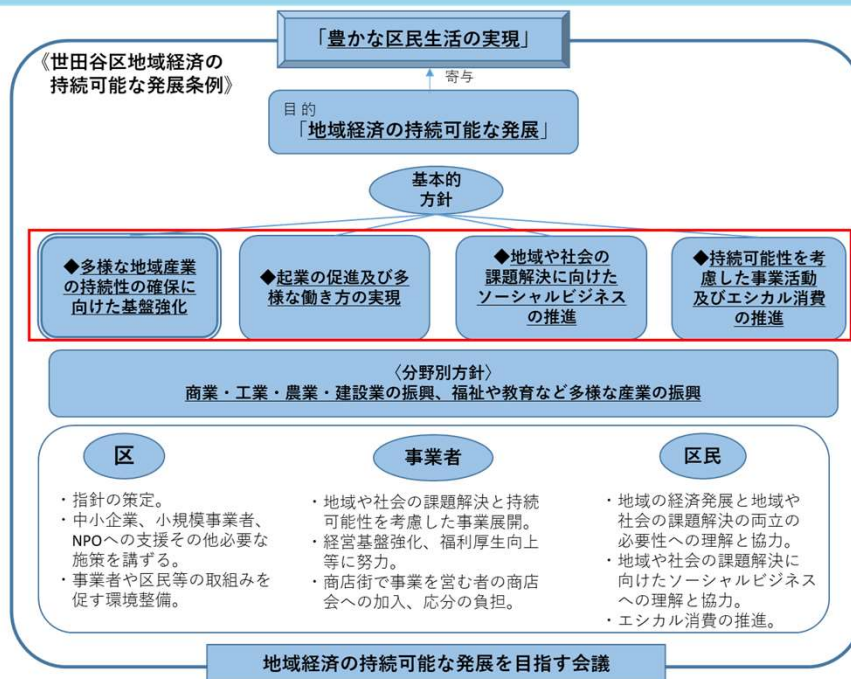 「豊かな区民生活の実現」
《世田谷区地域経済の
持続可能な発展条例》
寄与
目的
「地域経済の持続可能な発展」
基本的
方針
◆多様な地域産業
の持続性の確保に
向けた基盤強化
◆起業の促進及び多
様な働き方の実現
◆地域や社会の
課題解決に向けた
ソーシャルビジネス
の推進
◆持続可能性を考
慮した事業活動
及びエシカル消費
の推進
〈分野別方針〉
商業・工業・農業・建設業の振興、福祉や教育など多様な産業の振興
区
・指針の策定。
・中小企業、小規模事業者、
NPOへの支援その他必要な
施策を講ずる。
・事業者や区民等の取組みを
促す環境整備。
事業者
・地域や社会の課題解決と持続
可能性を考慮した事業展開。
・経営基盤強化、福利厚生向上
等に努力。
・商店街で事業を営む者の商店
会への加入、応分の負担。
区民
・地域の経済発展と地域や
社会の課題解決の両立の
必要性への理解と協力。
・地域や社会の課題解決に
向けたソーシャルビジネス
への理解と協力。
・エシカル消費の推進。
地域経済の持続可能な発展を目指す会議